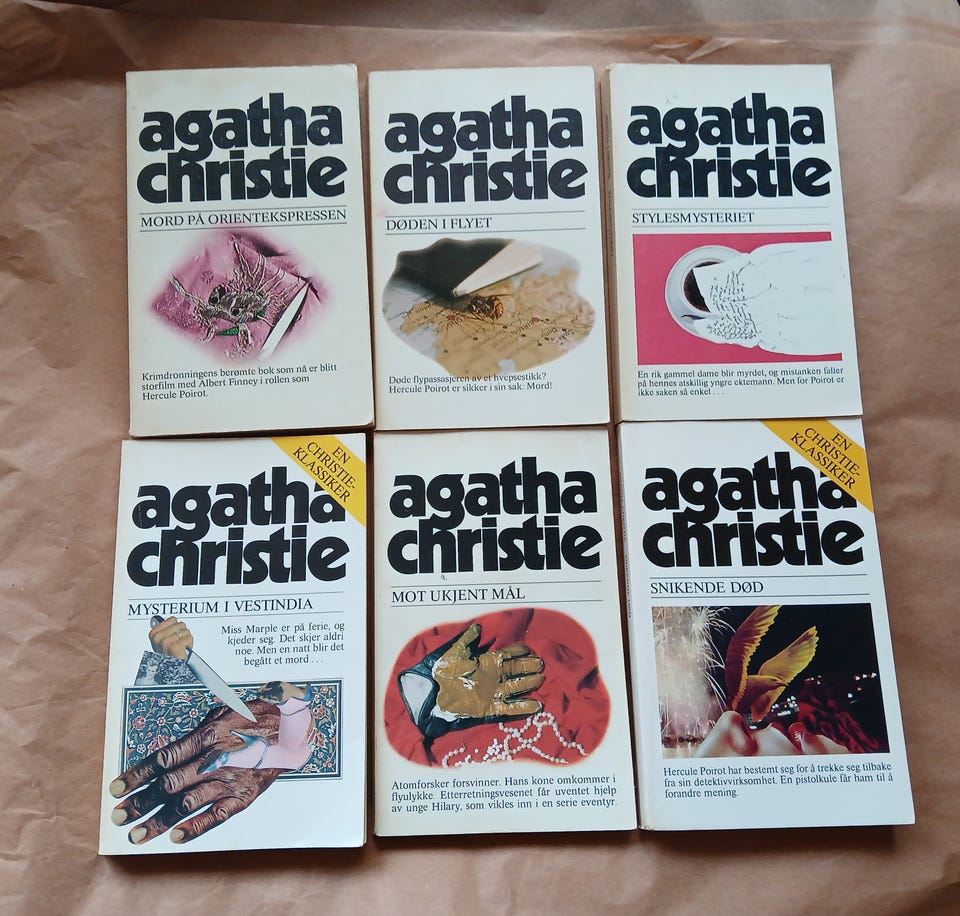 agatha
christie
MORD PÅ ORIENTEKSPRESSEN
Krimdronningens berømte bok som nå er blitt
storfilm med Albert Finney i rollen som
Hercule Poirot.
agatha
christie
DØDEN I FLYET
Døde flypassasjeren av et hvepsestikk?
Hercule Poirot er sikker i sin sak: Mord!
agatha
christie
STYLESMYSTERIET
En rik gammel dame blir myrdet, og mistanken faller
på hennes atskillig yngre ektemann. Men for Poirot er
ikke saken så enkel . . .
EN
CHRISTIE-
KLASSIKER
agatha
christie
MYSTERIUM I VESTINDIA
Miss Marple er på ferie, og
kjeder seg. Det skjer aldri
noe. Men en natt blir det
begått et mord . . .
agatha
christie
MOT UKJENT MÅL
Atomforsker forsvinner. Hans kone omkommer i
flyulykke. Etterretningsvesenet får uventet hjelp
av unge Hilary, som vikles inn i en serie eventyr.
EN
CHRISTIE-
KLASSIKER
agatha
christie
SNIKENDE DØD
Hercule Poirot har bestemt seg for å trekke seg tilbake
fra sin detektivvirksomhet. En pistolkule får ham til å
forandre mening.